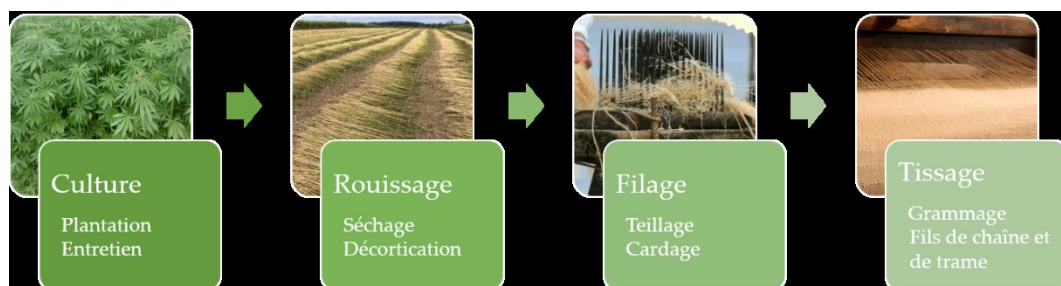 Culture
Plantation
Entretien
Rouissage
Séchage
Décortication
Filage
Teillage
Cardage
Tissage
Grammage
Fils de chaîne et
de trame